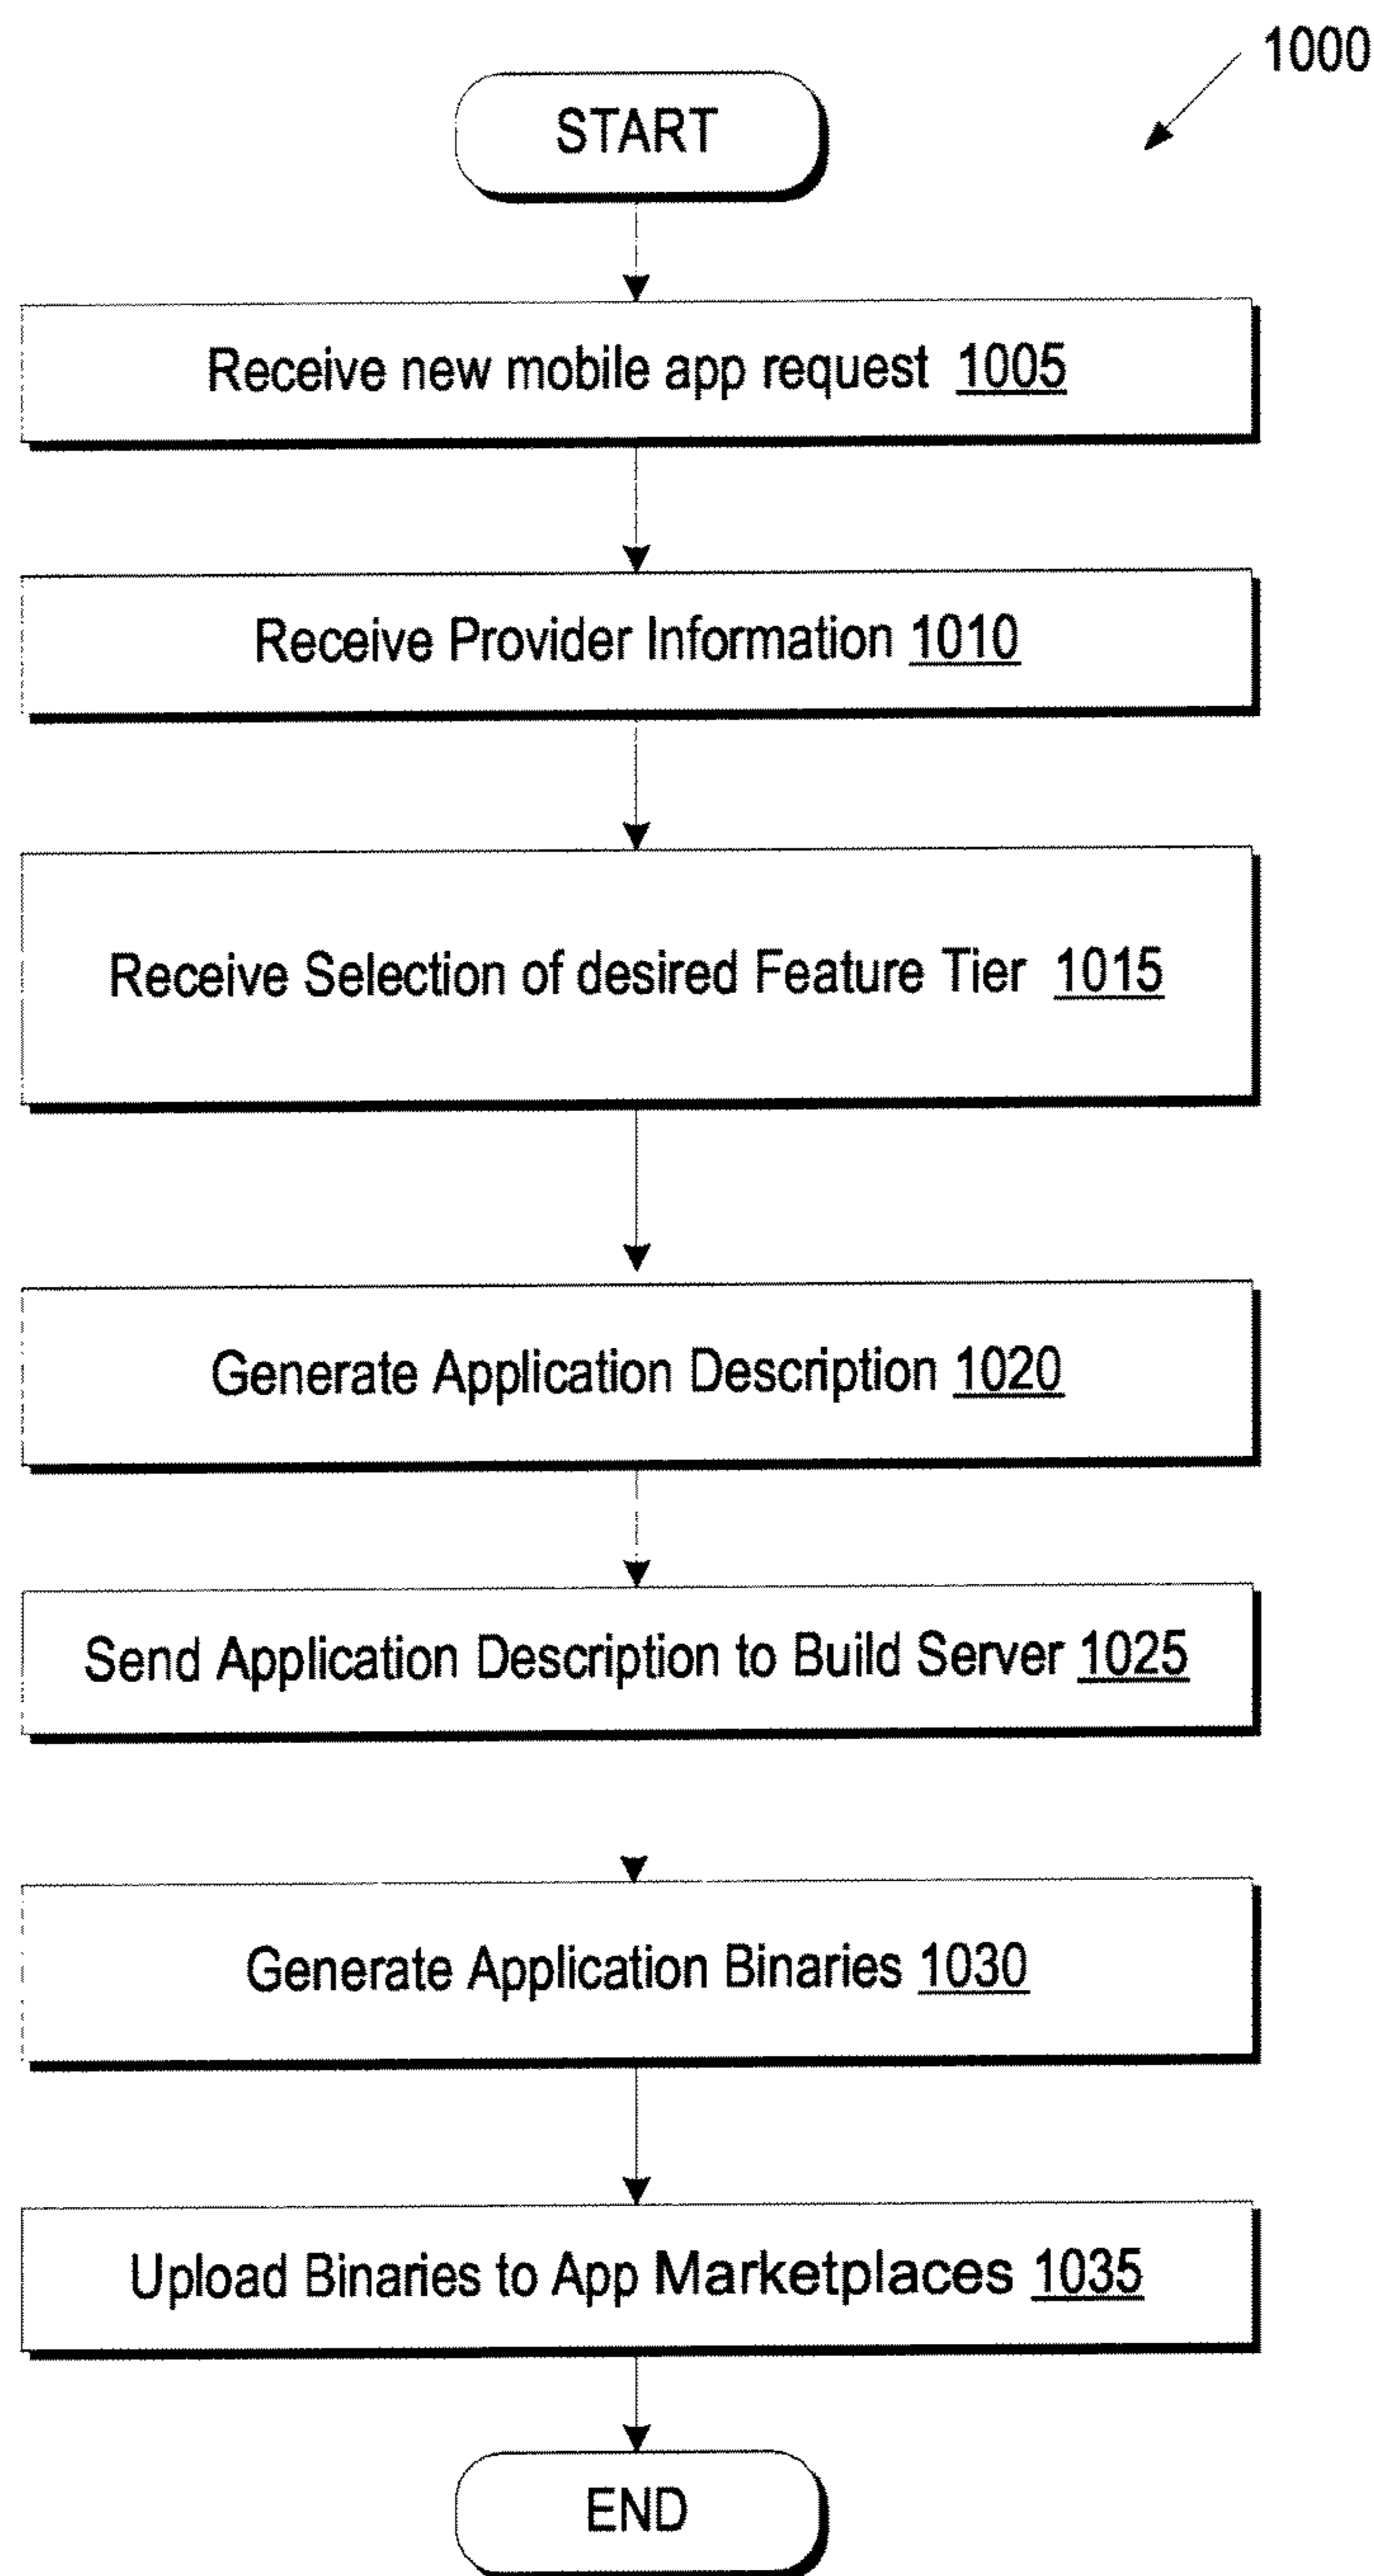 1000
START
Receive new mobile app request 1005
Receive Provider Information 1010
Receive Selection of desired Feature Tier 1015
Generate Application Description 1020
Send Application Description to Build Server 1025
Generate Application Binaries 1030
Upload Binaries to App Marketplaces 1035
END